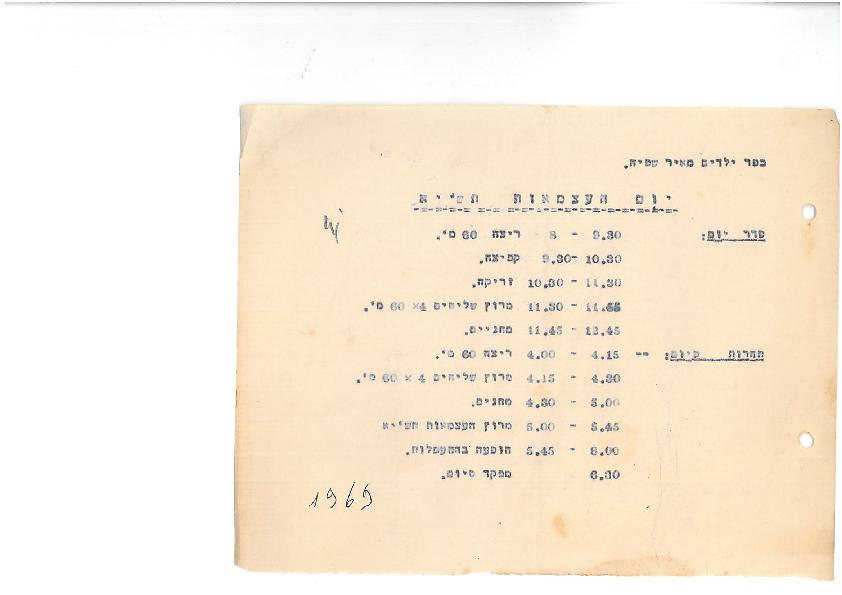 כפר ילדים מאיר שפיה.
יום העצמאות תשי"א
סדר יום: 9.30 - 8 ריצה 60 מ'.
10.30 - 9.30 קפיצה.
11.30 - 10.30 זריקה.
11.45 - 11.30 מרוץ שליחים 4× 60 מ'.
12.45 - 11.45 מחניים.
תחרות סיום: -- 4.15 - 4.00 ריצה 60 מ'.
4.30 - 4.15 מרוץ שליחים 4 × 60 מ'.
5.00 - 4.30 מחנים.
5.45 - 5.00 מרוץ העצמאות תשי"א
6.00 - 5.45 הופעה בהתעמלות.
6.30 מפקד סיום.
1969